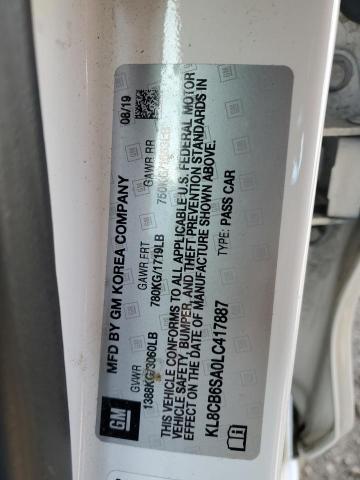 MFD BY GM KOREA COMPANY 08/19
GVWR GAWR FRT GAWR RR
1388KG/3060LB 780KG/1719LB 750KG/1653LB
THIS VEHICLE CONFORMS TO ALL APPLICABLE U.S. FEDERAL MOTOR
VEHICLE SAFETY, BUMPER, AND THEFT PREVENTION STANDARDS IN
EFFECT ON THE DATE OF MANUFACTURE SHOWN ABOVE.
KL8CB6SA0LC417887 TYPE: PASS CAR
GM